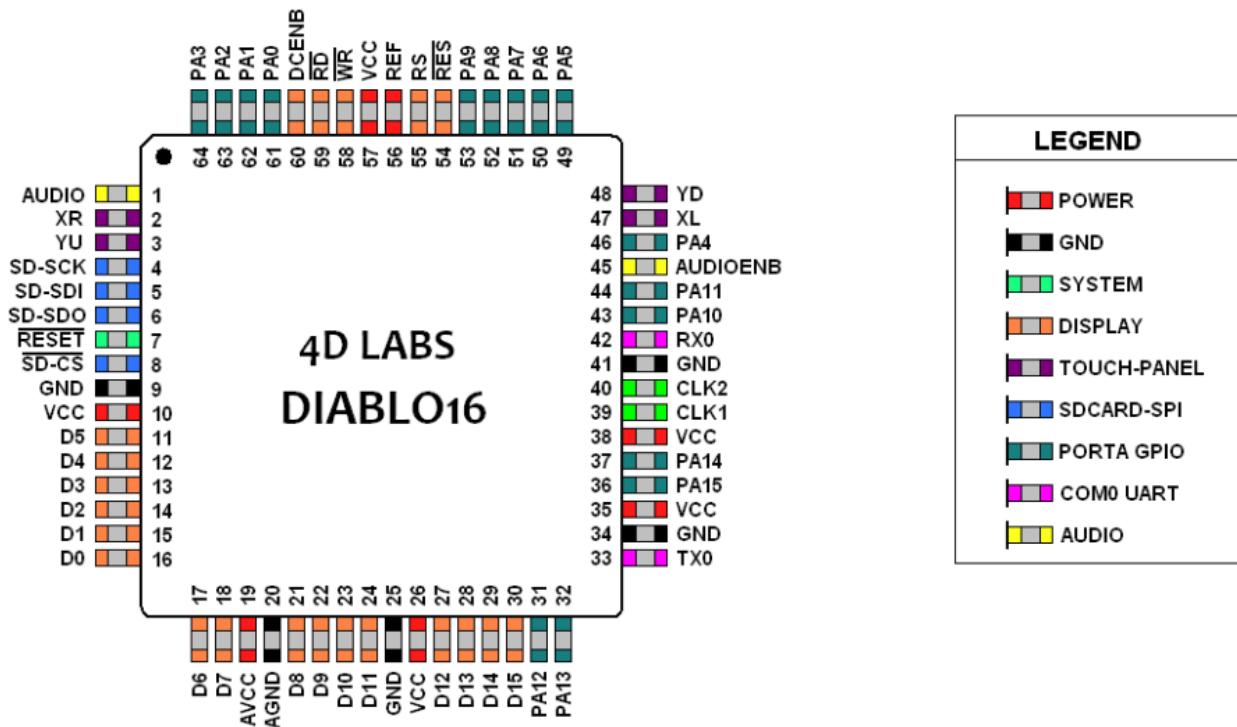 PA3 PA2 PA1 PA0 DCENB RD WR VCC REF RS RES PA9 PA8 PA7 PA6 PA5
64 63 62 61 60 59 58 57 56 55 54 53 52 51 50 49
AUDIO 1
XR 2
YU 3
SD-SCK 4
SD-SDI 5
SD-SDO 6
RESET 7
SD-CS 8
GND 9
VCC 10
D5 11
D4 12
D3 13
D2 14
D1 15
D0 16
4D LABS
DIABLO16
48 YD
47 XL
46 PA4
45 AUDIOENB
44 PA11
43 PA10
42 RX0
41 GND
40 CLK2
39 CLK1
38 VCC
37 PA14
36 PA15
35 VCC
34 GND
33 TX0
17 18 19 20 21 22 23 24 25 26 27 28 29 30 31 32
D6 D7 AVCC AGND D8 D9 D10 D11 GND VCC D12 D13 D14 D15 PA12 PA13
LEGEND
POWER
GND
SYSTEM
DISPLAY
TOUCH-PANEL
SDCARD-SPI
PORTA GPIO
COM0 UART
AUDIO